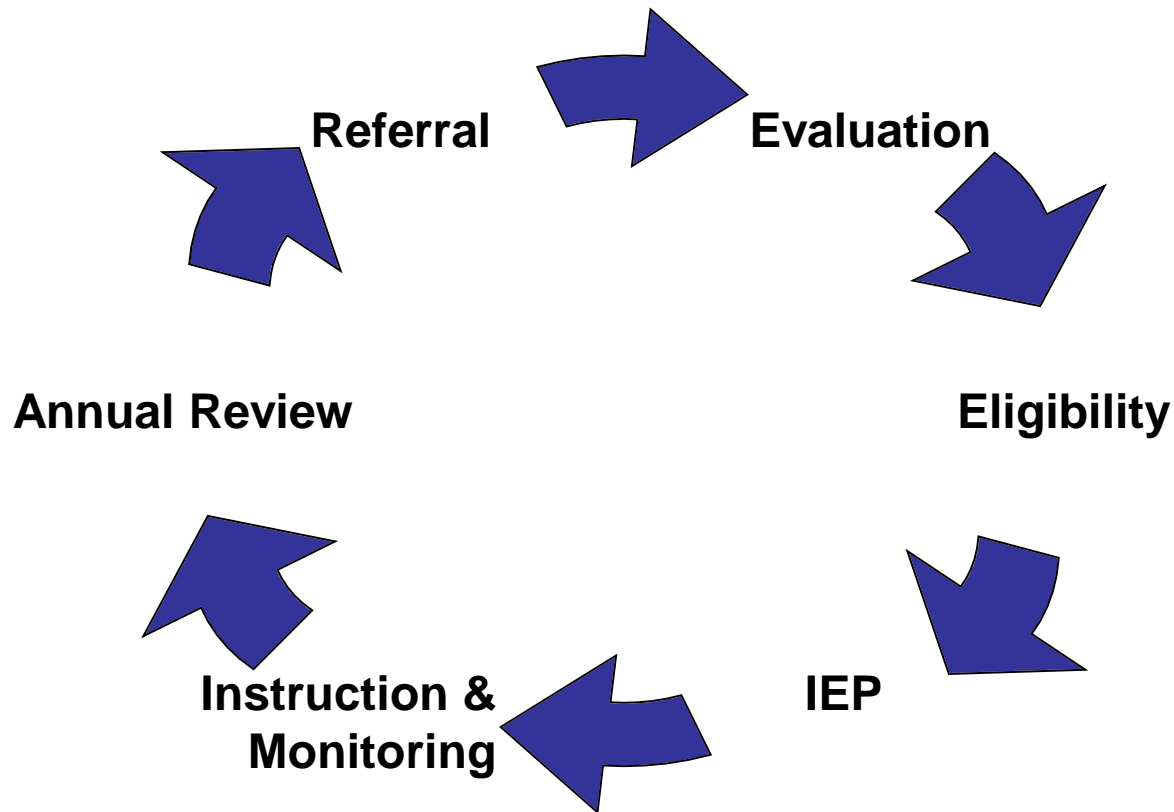 Referral
Evaluation
Annual Review
Eligibility
Instruction &
Monitoring
IEP